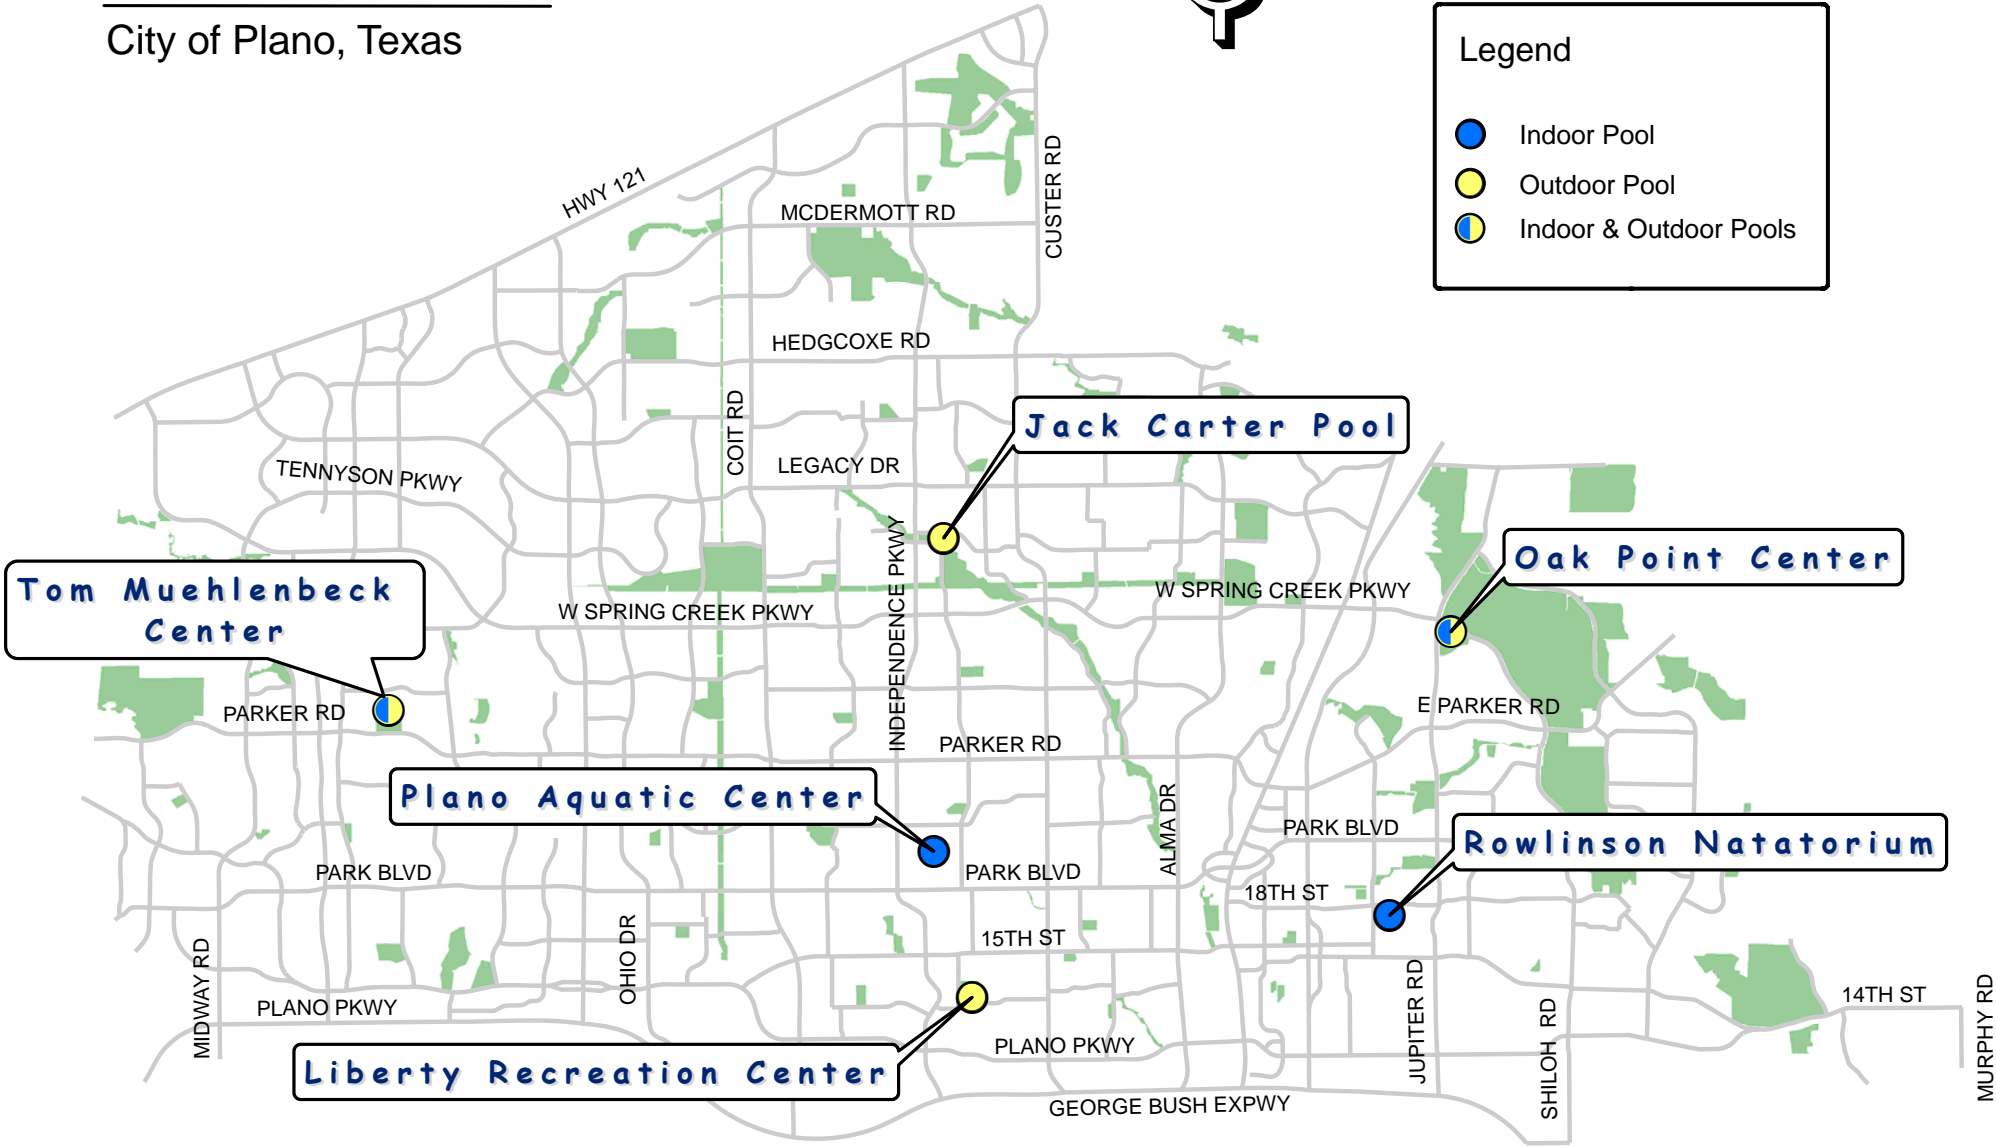 City of Plano, Texas
Legend
Indoor Pool
Outdoor Pool
Indoor & Outdoor Pools
HWY 121
MCDERMOTT RD
CUSTER RD
HEDGCOXE RD
COIT RD
Jack Carter Pool
LEGACY DR
TENNYSON PKWY
INDEPENDENCE PKWY
Oak Point Center
Tom Muehlenbeck
Center
W SPRING CREEK PKWY
W SPRING CREEK PKWY
PARKER RD
E PARKER RD
PARKER RD
Plano Aquatic Center
ALMA DR
PARK BLVD
Rowlinson Natatorium
PARK BLVD
PARK BLVD
18TH ST
15TH ST
OHIO DR
MIDWAY RD
PLANO PKWY
JUPITER RD
SHILOH RD
14TH ST
MURPHY RD
Liberty Recreation Center
PLANO PKWY
GEORGE BUSH EXPWY